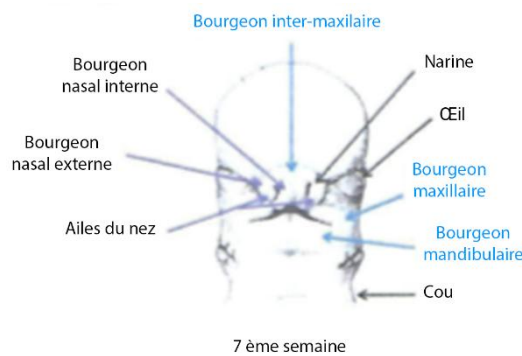 Bourgeon inter-maxilaire
Bourgeon
nasal interne
Narine
Œil
Bourgeon
nasal externe
Bourgeon
maxillaire
Ailes du nez
Bourgeon
mandibulaire
Cou
7 ème semaine